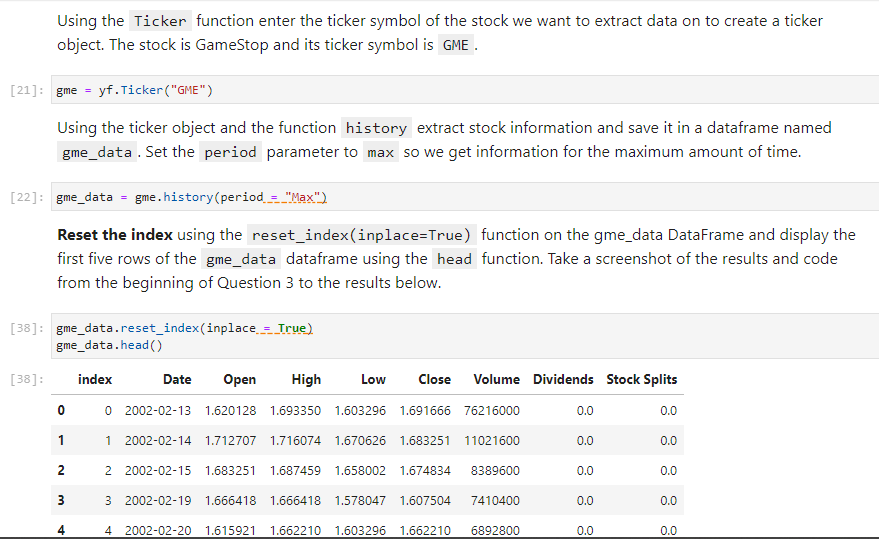 Using the Ticker function enter the ticker symbol of the stock we want to extract data on to create a ticker
object. The stock is GameStop and its ticker symbol is GME.
[21]: gme = yf.Ticker("GME")
Using the ticker object and the function history extract stock information and save it in a dataframe named
gme_data. Set the period parameter to max so we get information for the maximum amount of time.
[22]: gme_data = gme.history(period = "Max")
Reset the index using the reset_index(inplace=True) function on the gme_data DataFrame and display the
first five rows of the gme_data dataframe using the head function. Take a screenshot of the results and code
from the beginning of Question 3 to the results below.
[38]: gme_data.reset_index(inplace = True)
gme_data.head()
[38]: index Date Open High Low Close Volume Dividends Stock Splits
0 0 2002-02-13 1.620128 1.693350 1.603296 1.691666 76216000 0.0 0.0
1 1 2002-02-14 1.712707 1.716074 1.670626 1.683251 11021600 0.0 0.0
2 2 2002-02-15 1.683251 1.687459 1.658002 1.674834 8389600 0.0 0.0
3 3 2002-02-19 1.666418 1.666418 1.578047 1.607504 7410400 0.0 0.0
4 4 2002-02-20 1.615921 1.662210 1.603296 1.662210 6892800 0.0 0.0